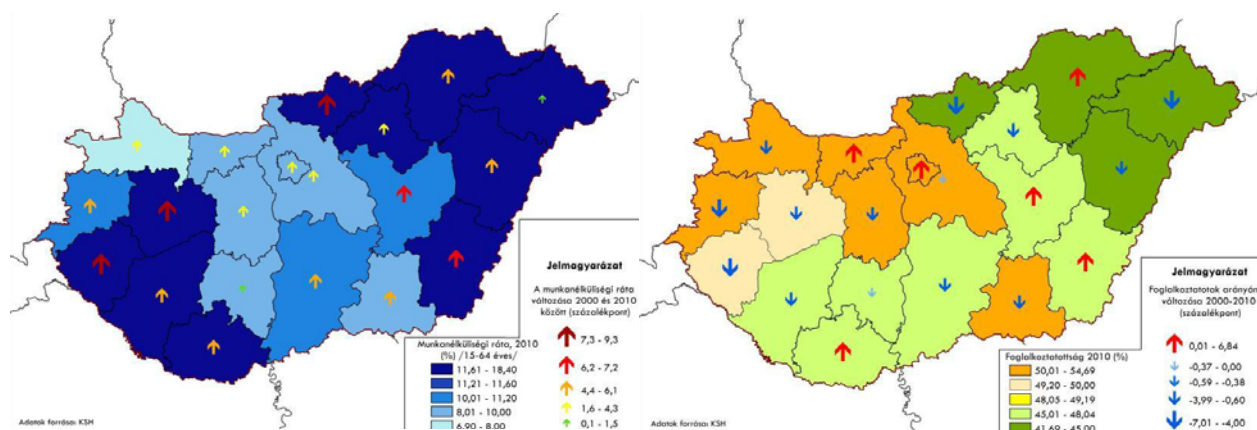 Jelmagyarázat
A munkanélküliségi ráta
változása 2000 és 2010
között (százalékpont)
7,3 - 9,3
6,2 - 7,2
4,4 - 6,1
1,6 - 4,3
0,1 - 1,5
Munkanélküliségi ráta, 2010
(%) /15-64 éves/
11,61 - 18,40
11,21 - 11,60
10,01 - 11,20
8,01 - 10,00
6,90 - 8,00
Adatok forrása: KSH
Jelmagyarázat
Foglalkoztatotak arányán
változása 2000-2010
(százalékpont)
0,01 - 6,84
-0,37 - 0,00
-0,59 - -0,38
-3,99 - -0,60
-7,01 - -4,00
Foglalkoztatottság 2010 (%)
50,01 - 54,69
49,20 - 50,00
48,05 - 49,19
45,01 - 48,04
41,69 - 45,00
Adatok forrása: KSH